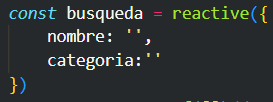 const busqueda = reactive({
    nombre: '',
    categoria:''
})